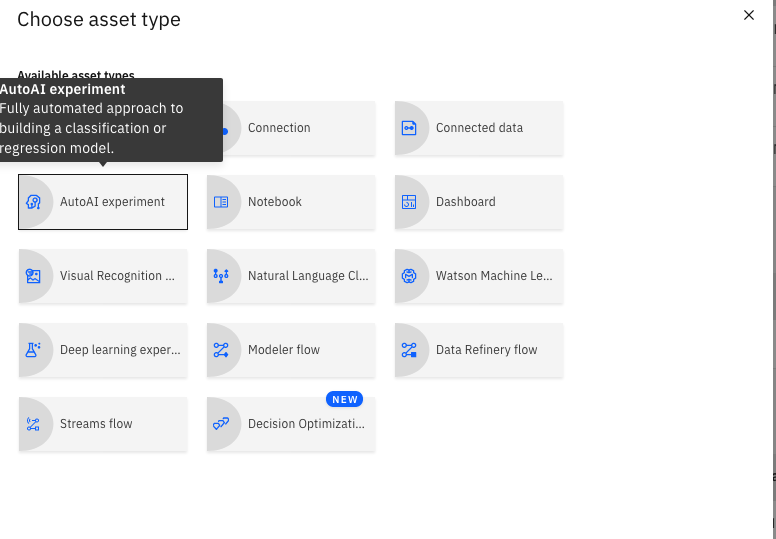 Choose asset type
Available asset types
AutoAI experiment
Fully automated approach to
building a classification or
regression model.
Connection
Connected data
AutoAI experiment
Notebook
Dashboard
Visual Recognition ...
Natural Language Cl...
Watson Machine Le...
Deep learning exper...
Modeler flow
Data Refinery flow
Streams flow
NEW
Decision Optimizati...